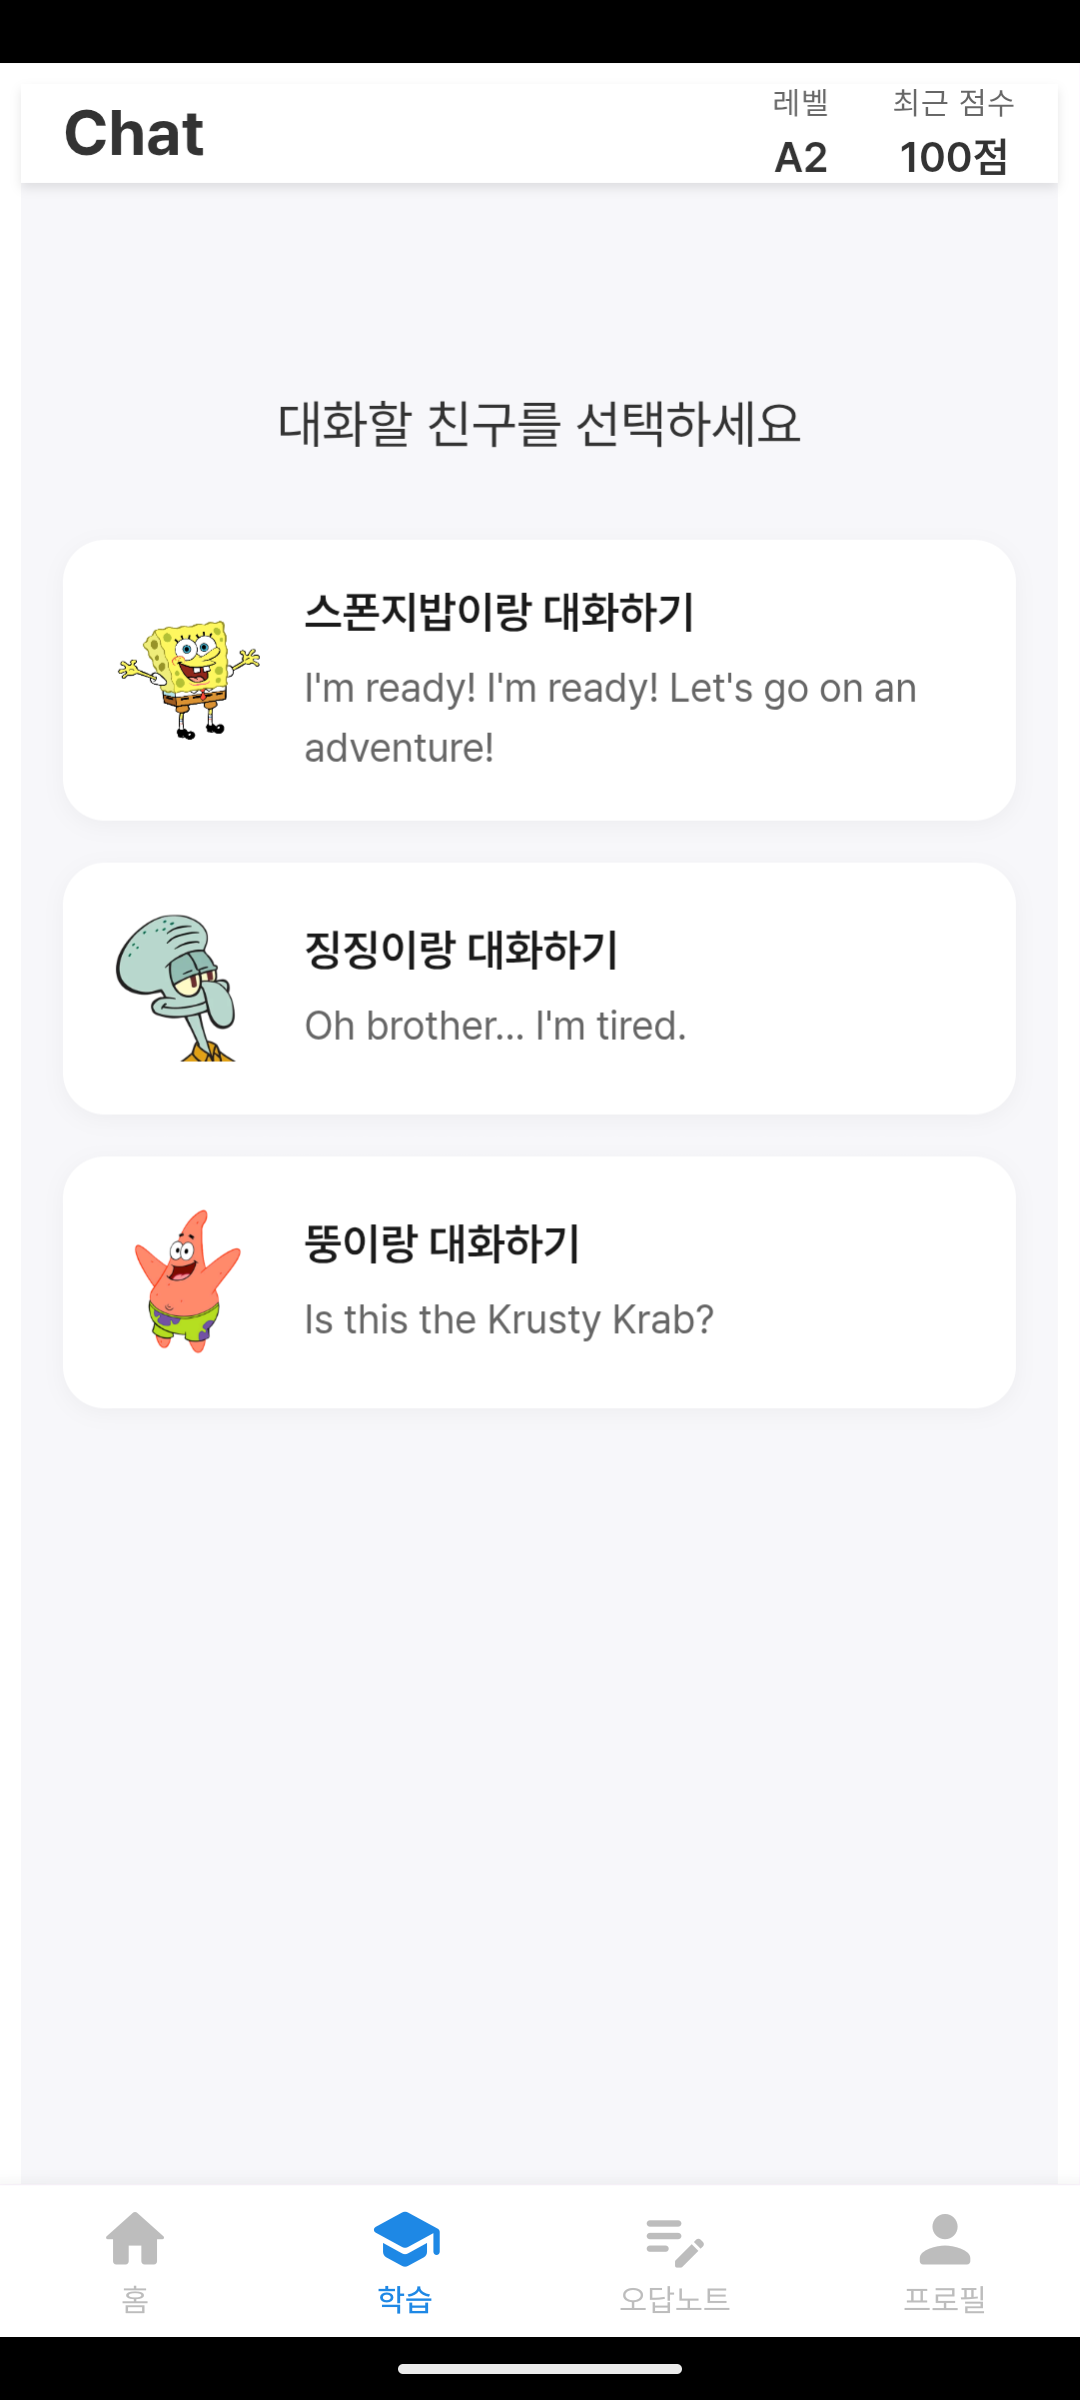 Chat
레벨
최근 점수
A2
100점
대화할 친구를 선택하세요
스폰지밥이랑 대화하기
I'm ready! I'm ready! Let's go on an
adventure!
징징이랑 대화하기
Oh brother... I'm tired.
뚱이랑 대화하기
Is this the Krusty Krab?
홈
학습
오답노트
프로필